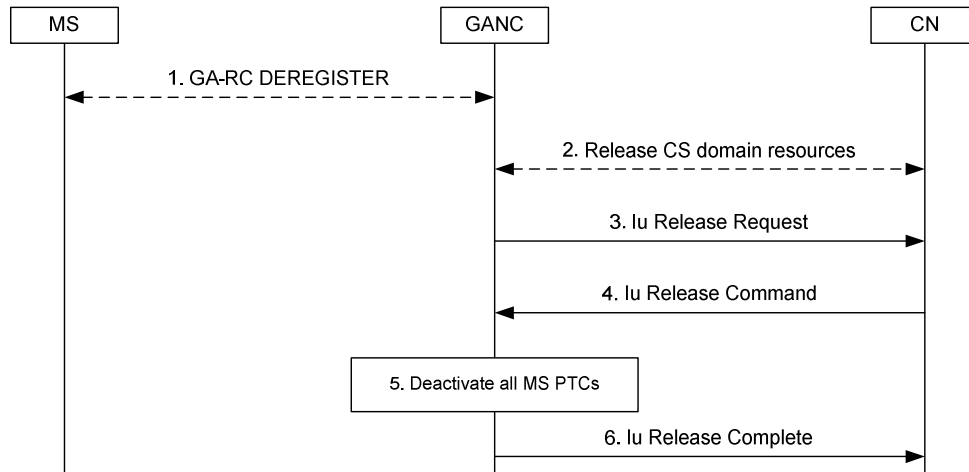 MS
GANC
CN
1. GA-RC DEREGISTER
2. Release CS domain resources
3. Iu Release Request
4. Iu Release Command
5. Deactivate all MS PTCs
6. Iu Release Complete